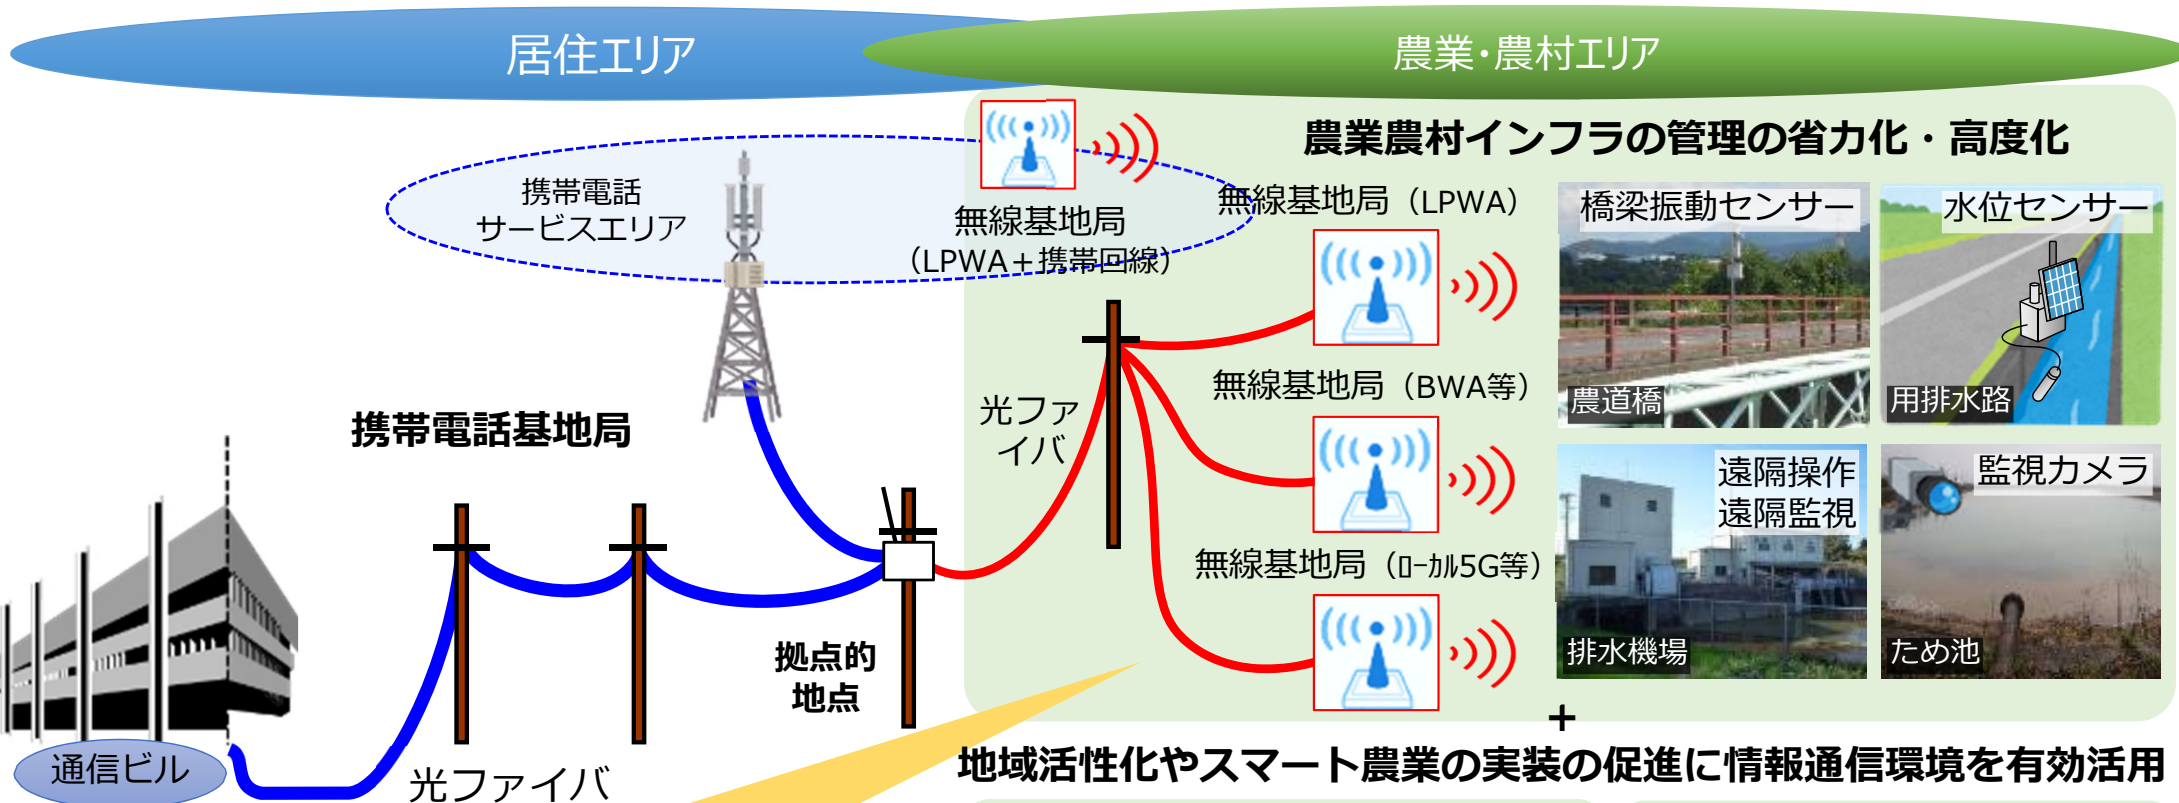 居住エリア
農業・農村エリア
農業農村インフラの管理の省力化・高度化
携帯電話
サービスエリア
無線基地局
（LPWA＋携帯回線）
無線基地局（LPWA）
橋梁振動センサー
農道橋
水位センサー
用排水路
光ファ
イバ
無線基地局（BWA等）
携帯電話基地局
遠隔操作
遠隔監視
排水機場
監視カメラ
ため池
無線基地局（ﾛｰｶﾙ5G等）
拠点的
地点
通信ビル
光ファイバ
+
地域活性化やスマート農業の実装の促進に情報通信環境を有効活用